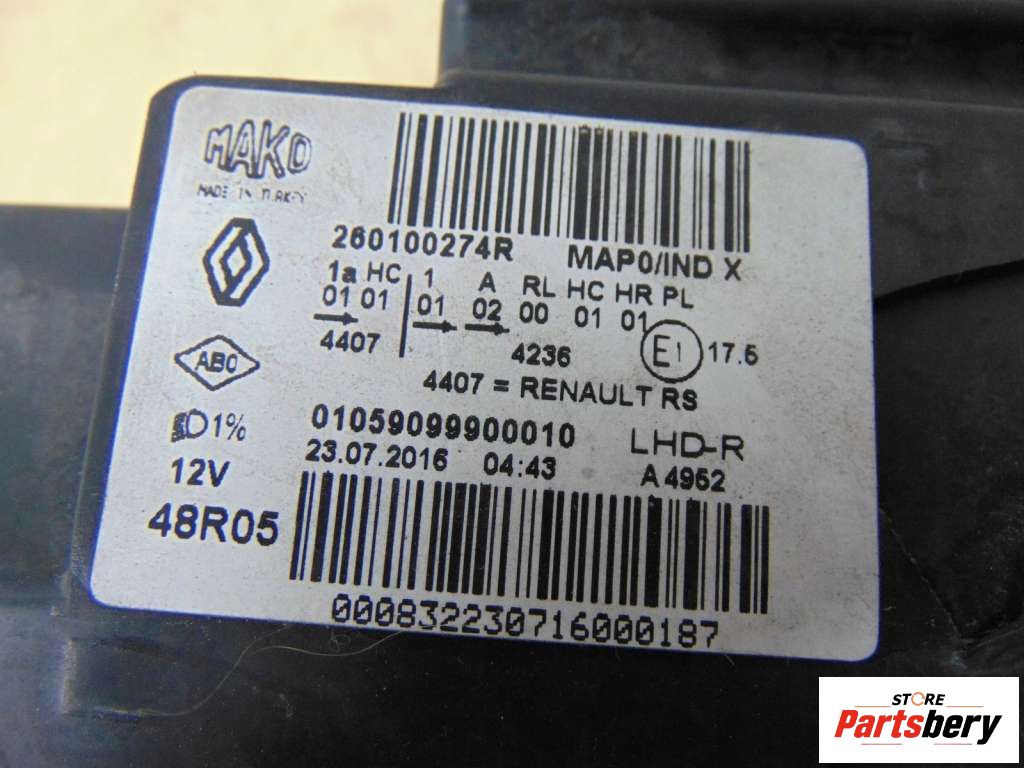 MAKO
MADE IN TURKEY
260100274R MAP0/IND X
1a HC 1 A RL HC HR PL
01 01 01 02 00 01 01
4407 4236 E1 17.5
4407 = RENAULT RS
ABO
1% 01059099900010 LHD-R
12V 23.07.2016 04:43 A 4952
48R05
000832230716000187
STORE
Partsbery